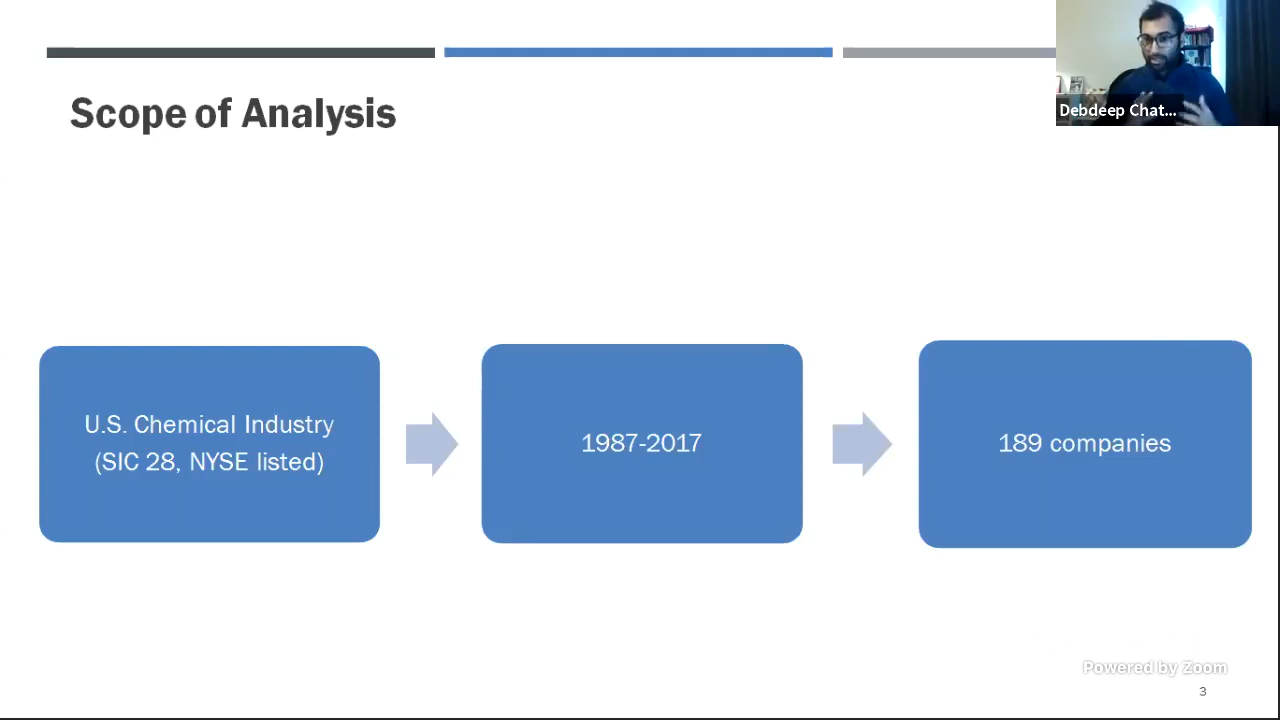 Scope of Analysis
Debdeep Chat...
U.S. Chemical Industry
(SIC 28, NYSE listed)
1987-2017
189 companies
Powered by Zoom
3